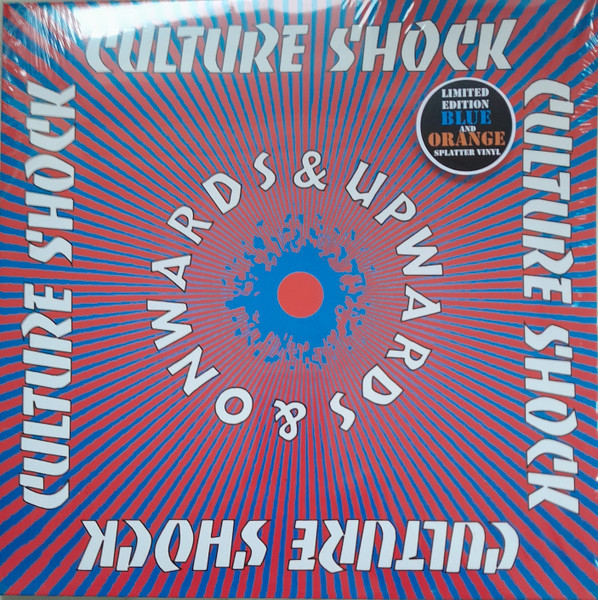 CULTURE SHOCK
LIMITED
EDITION
BLUE
AND
ORANGE
SPLATTER VINYL
CULTURE SHOCK
CULTURE SHOCK
ONWARDS & UPWARDS &
CULTURE SHOCK